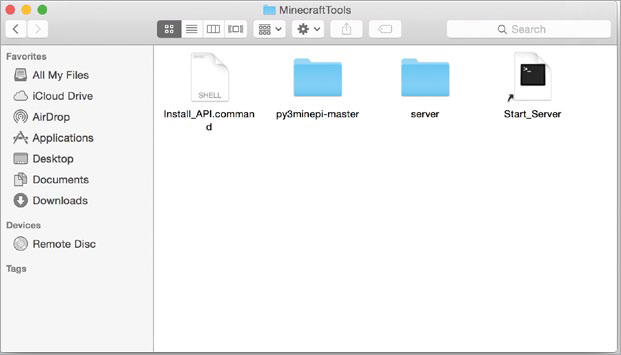 MinecraftTools
Search
Favorites
All My Files
iCloud Drive
AirDrop
Applications
Desktop
Documents
Downloads
Devices
Remote Disc
Tags
SHELL
Install_API.comman
d
py3minepi-master
server
>_
Start_Server